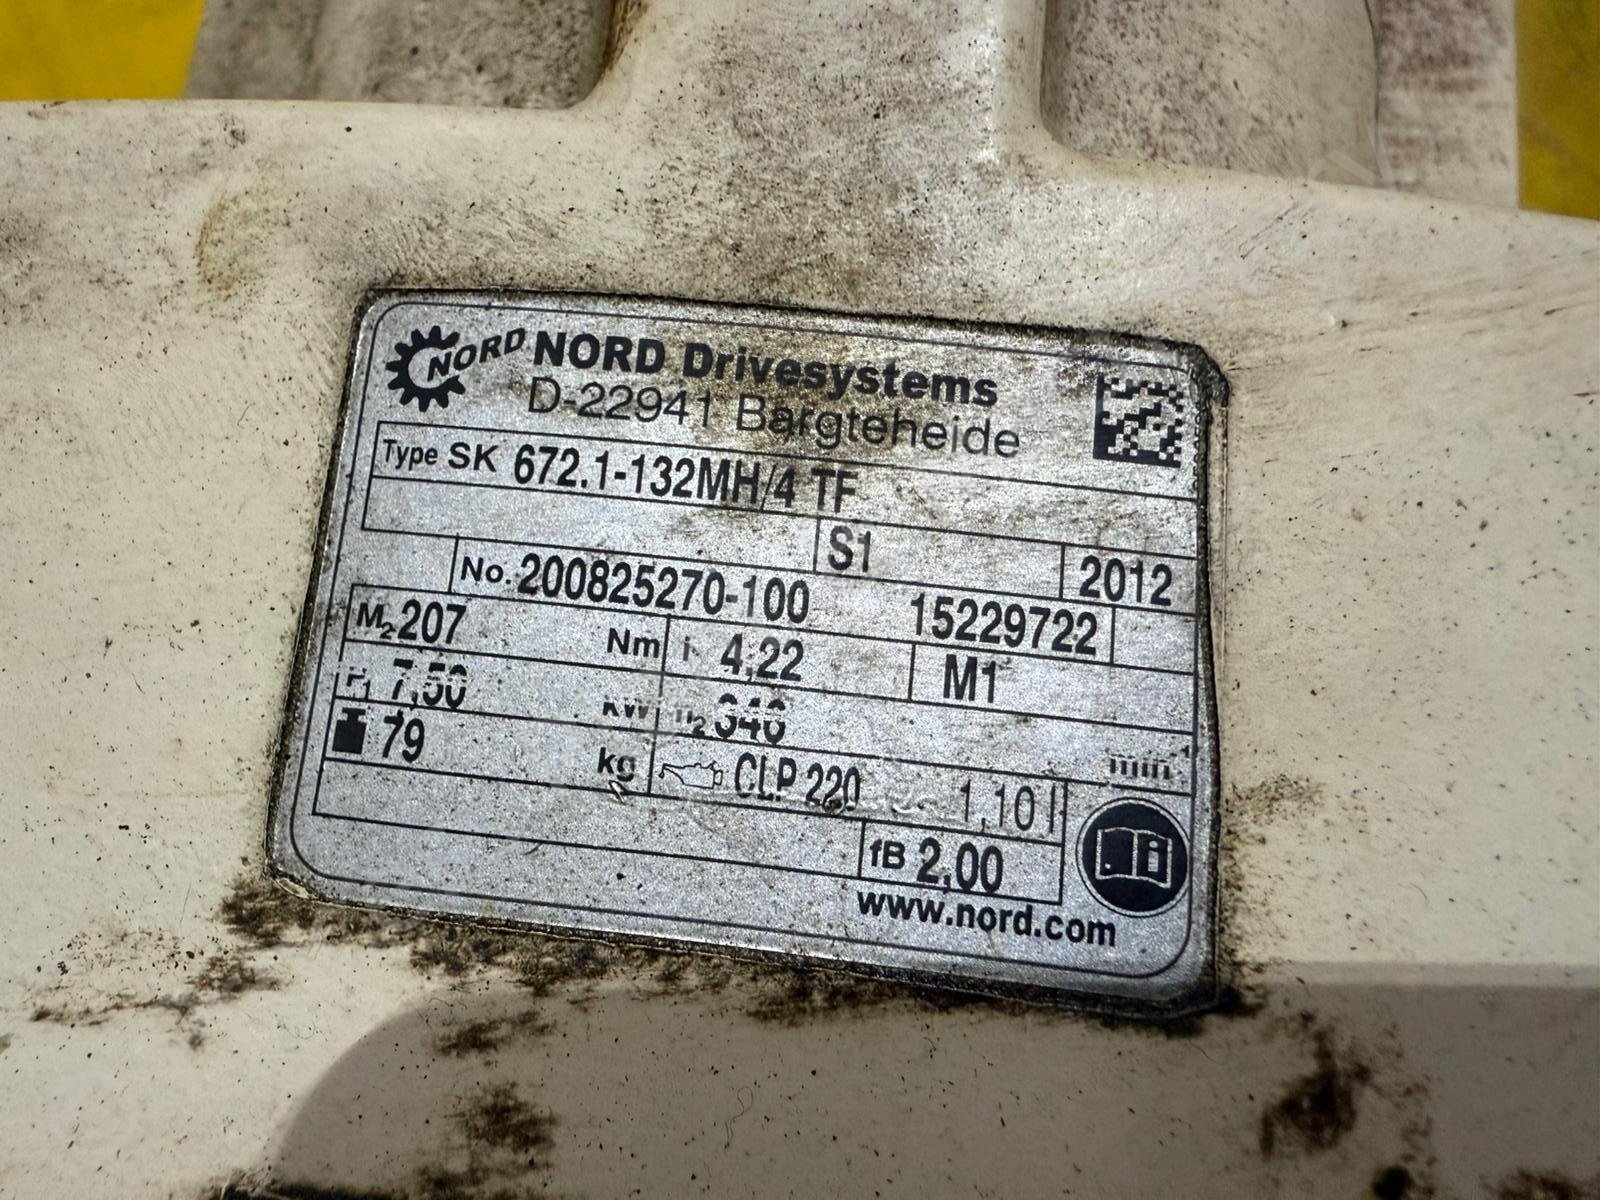 NORD NORD Drivesystems
D-22941 Bargteheide
Type SK 672.1-132MH/4 TF
S1 2012
No. 200825270-100 15229722
M2 207 Nm i 4,22 M1
P1 7,50 kW n2 346 min-1
79 kg CLP 220 1,10 l
fB 2,00
www.nord.com